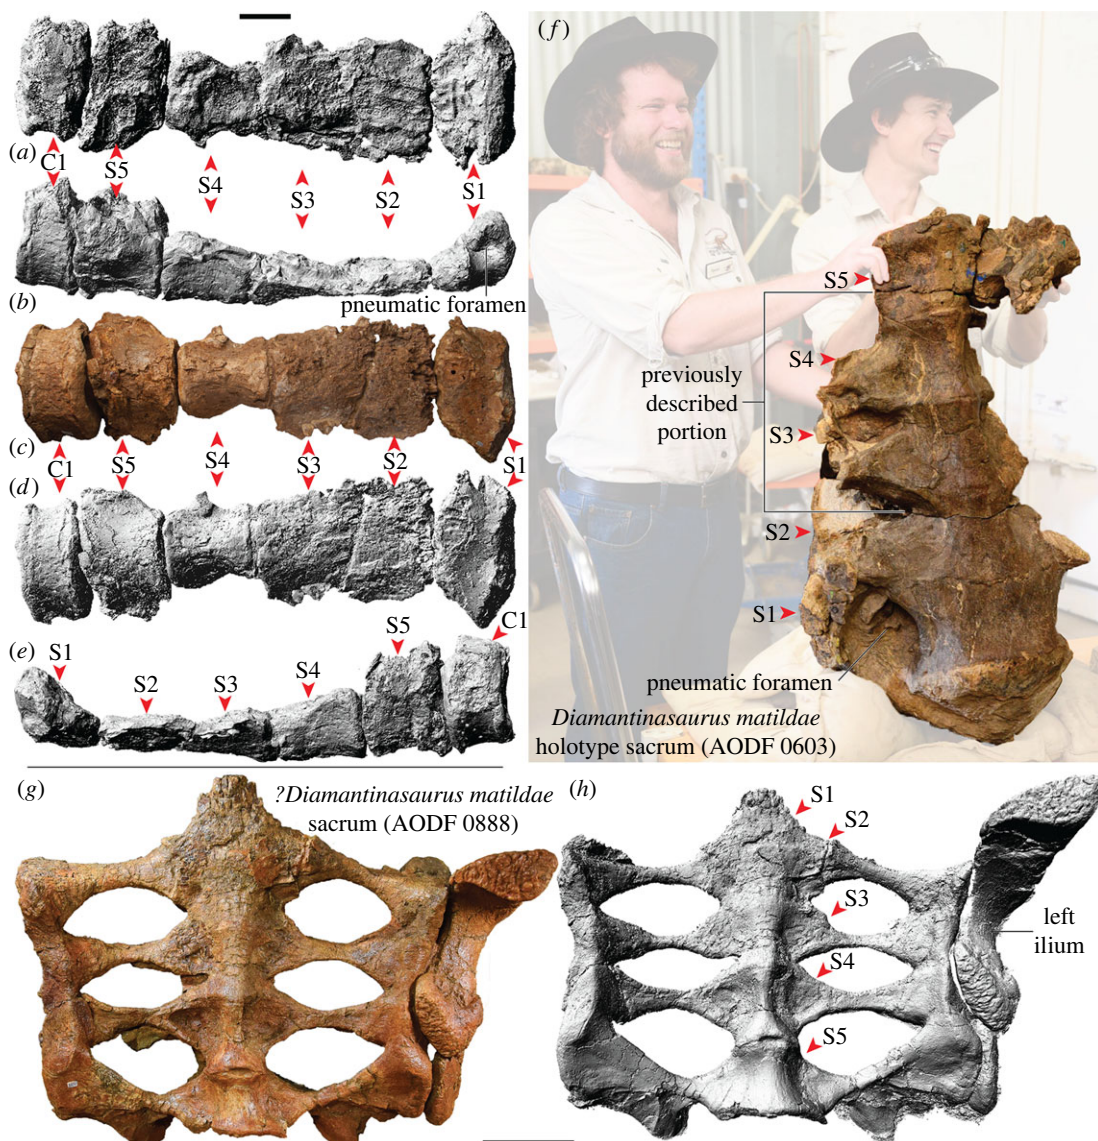 (a)
C1
S5
S4
S3
S2
S1
(b)
pneumatic foramen
(c)
C1
S5
S4
S3
S2
S1
(d)
(e)
S1
S2
S3
S4
S5
C1
(f)
S5
S4
previously
described
portion
S3
S2
S1
pneumatic foramen
Diamantinasaurus matildae
holotype sacrum (AODF 0603)
(g)
?Diamantinasaurus matildae
sacrum (AODF 0888)
(h)
S1
S2
S3
S4
S5
left
ilium